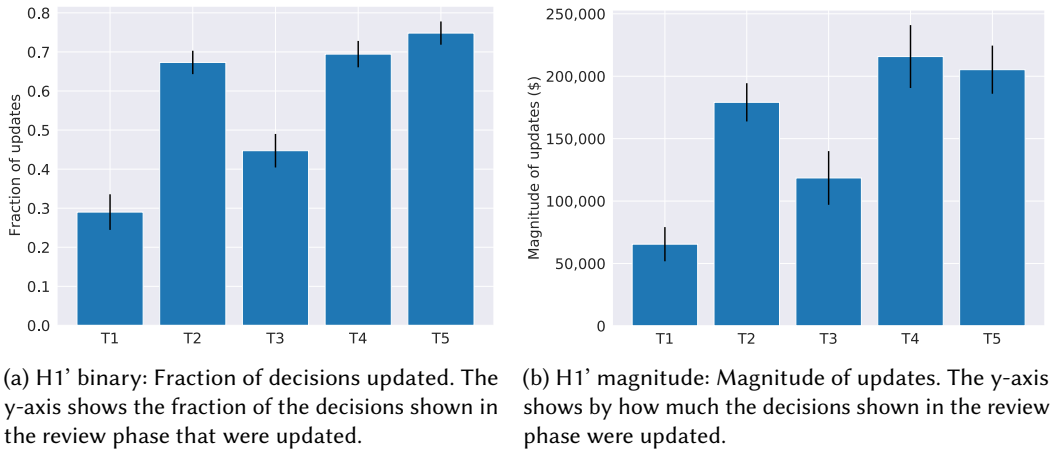 0.8
0.7
0.6
0.5
0.4
0.3
0.2
0.1
0.0
Fraction of updates
T1 T2 T3 T4 T5
(a) H1' binary: Fraction of decisions updated. The
y-axis shows the fraction of the decisions shown in
the review phase that were updated.
250,000
200,000
150,000
100,000
50,000
0
Magnitude of updates ($)
T1 T2 T3 T4 T5
(b) H1' magnitude: Magnitude of updates. The y-axis
shows by how much the decisions shown in the review
phase were updated.